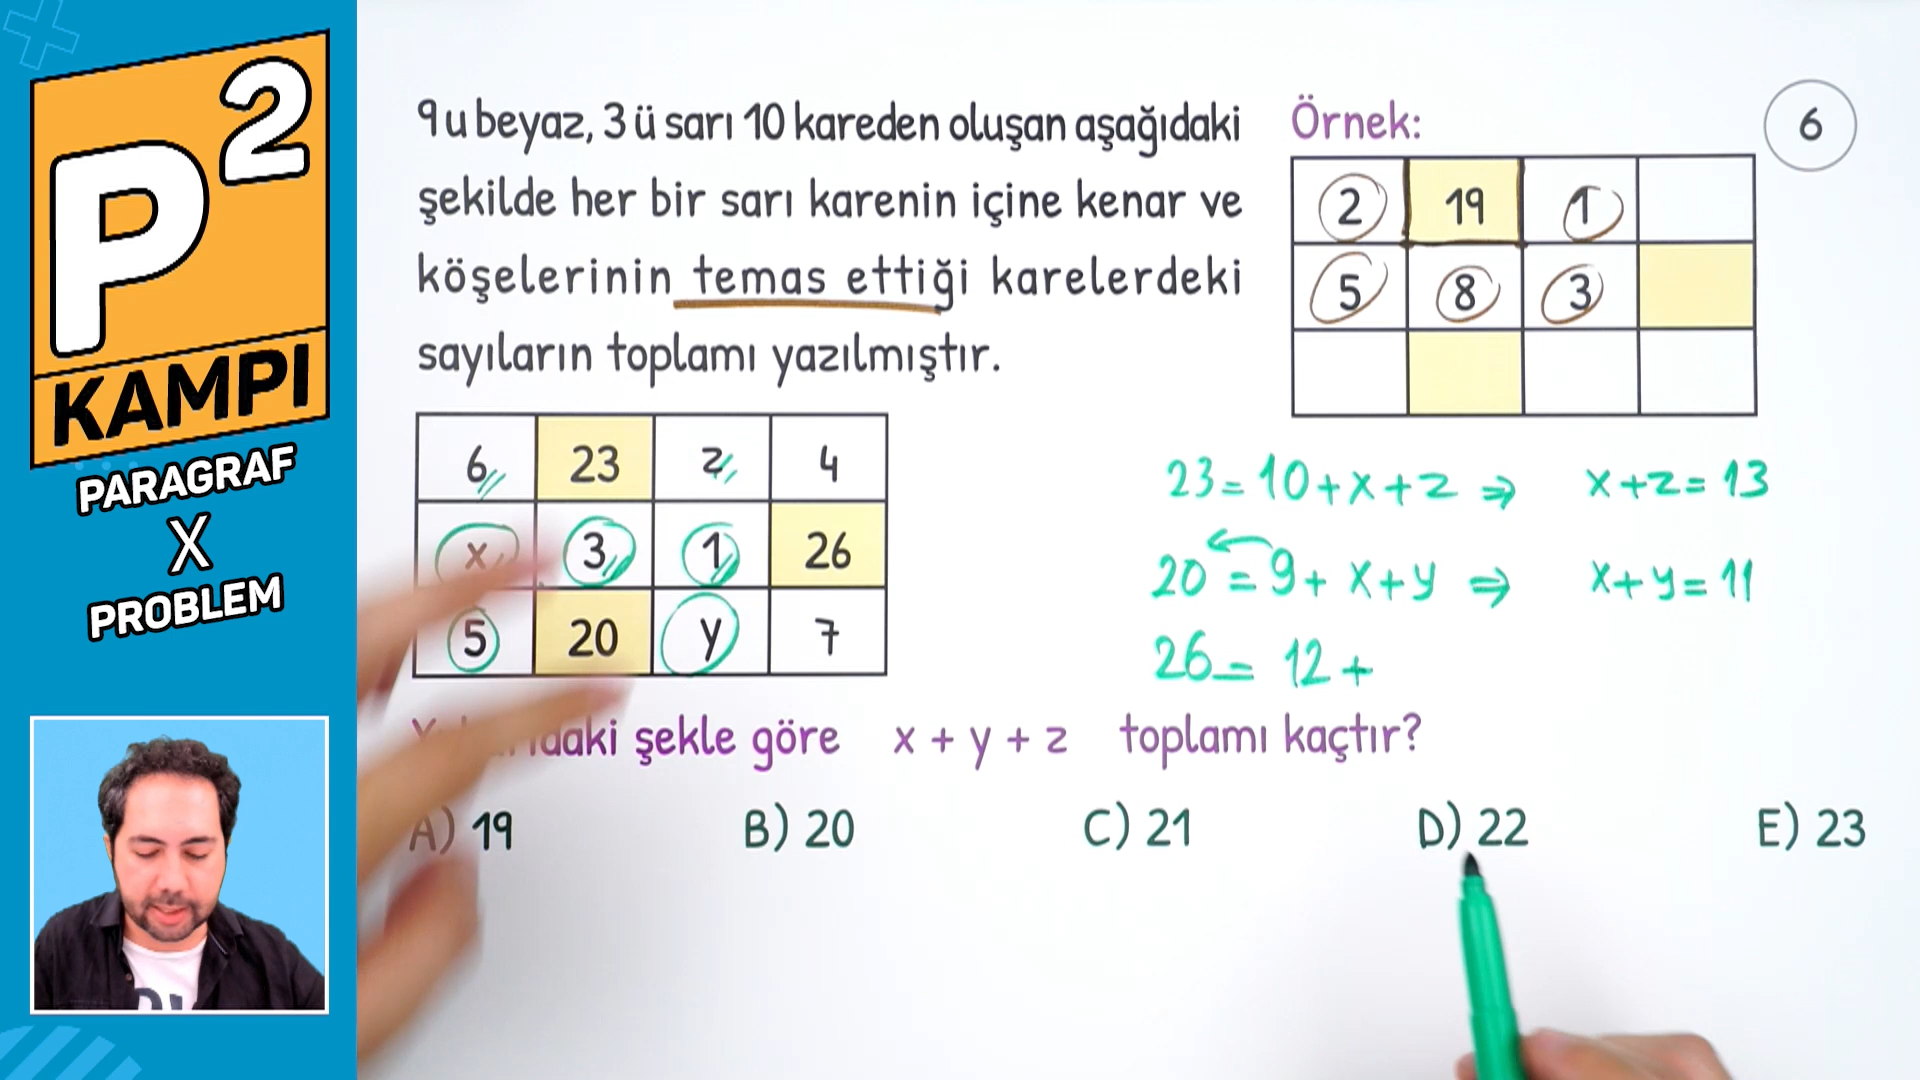 P²
KAMPI
PARAGRAF
X
PROBLEM
9 u beyaz, 3 ü sarı 10 kareden oluşan aşağıdaki
şekilde her bir sarı karenin içine kenar ve
köşelerinin temas ettiği karelerdeki
sayıların toplamı yazılmıştır.
6 23 z 4
x 3 1 26
5 20 y 7
Örnek:
6
2 19 1
5 8 3
23 = 10 + x + z ⇒ x + z = 13
20 = 9 + x + y ⇒ x + y = 11
26 = 12 +
şekle göre x + y + z toplamı kaçtır?
A) 19 B) 20 C) 21 D) 22 E) 23